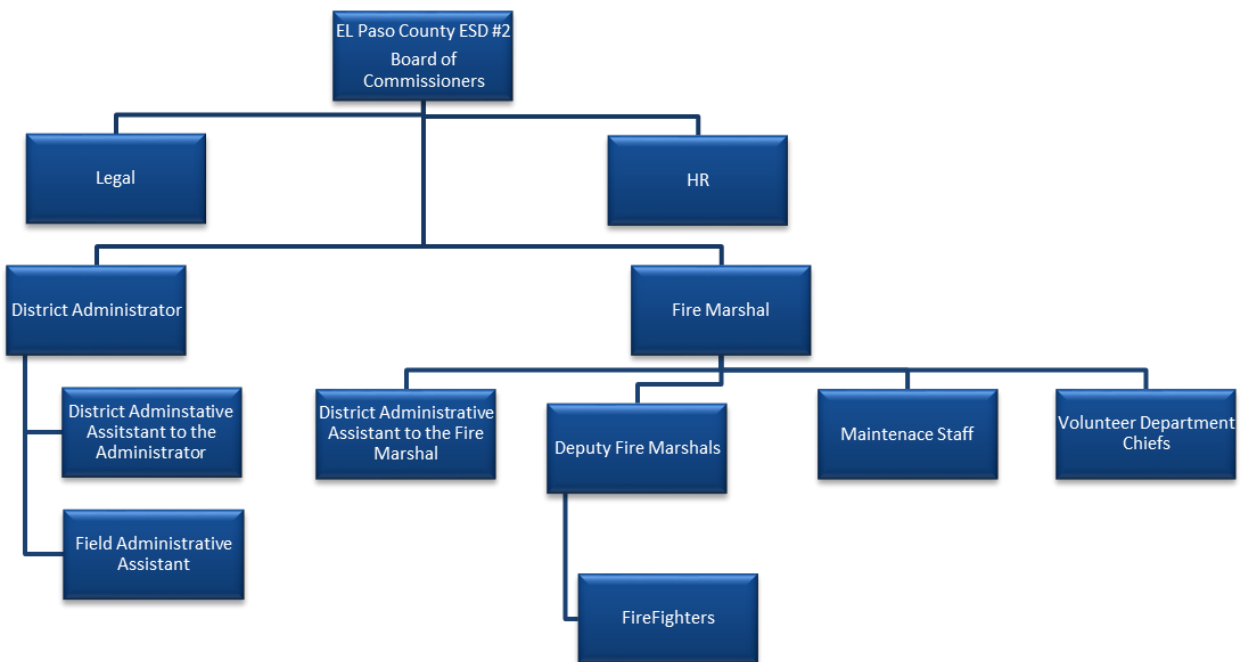 EL Paso County ESD #2
Board of
Commissioners
Legal
HR
District Administrator
Fire Marshal
District Adminstative
Assitstant to the
Administrator
District Administrative
Assistant to the Fire
Marshal
Deputy Fire Marshals
Maintenace Staff
Volunteer Department
Chiefs
Field Administrative
Assistant
FireFighters